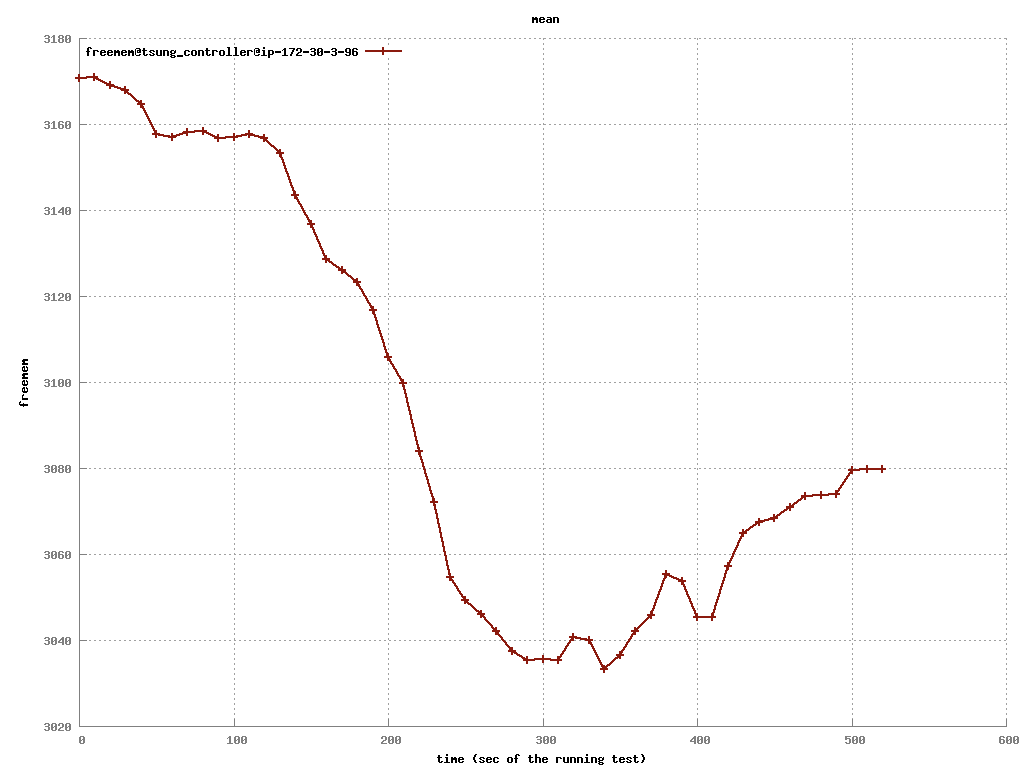 mean
3180
freemem@tsung_controller@ip-172-30-3-96
3160
3140
3120
3100
3080
3060
3040
3020
freemem
0 100 200 300 400 500 600
time (sec of the running test)